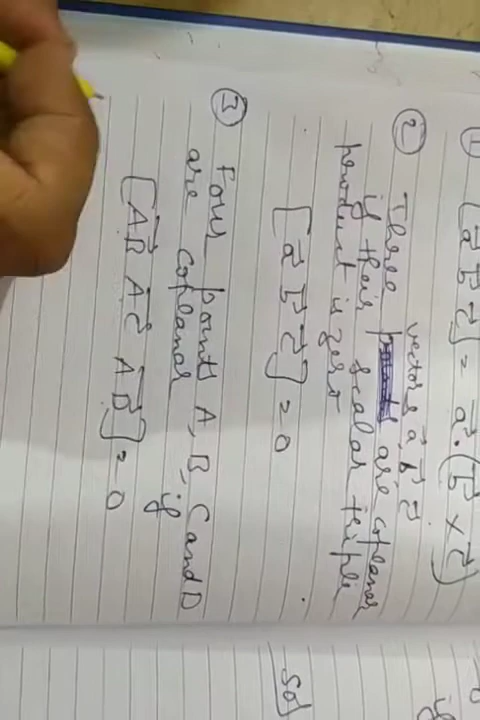 ① [a⃗ b⃗ c⃗] = a⃗·(b⃗ × c⃗)
② Three vectors a⃗, b⃗, c⃗ are coplanar
if their scalar triple
product is zero
[a⃗ b⃗ c⃗] = 0
③ Four points A, B, C and D
are coplanar if
[AB⃗ AC⃗ AD⃗] = 0
Sol